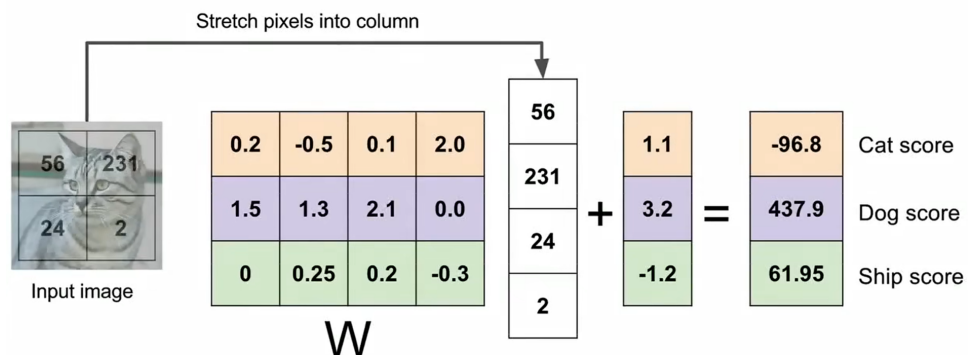 Stretch pixels into column
56 231
24 2
Input image
0.2 -0.5 0.1 2.0
1.5 1.3 2.1 0.0
0 0.25 0.2 -0.3
W
56
231
24
2
+
1.1
3.2
-1.2
=
-96.8 Cat score
437.9 Dog score
61.95 Ship score